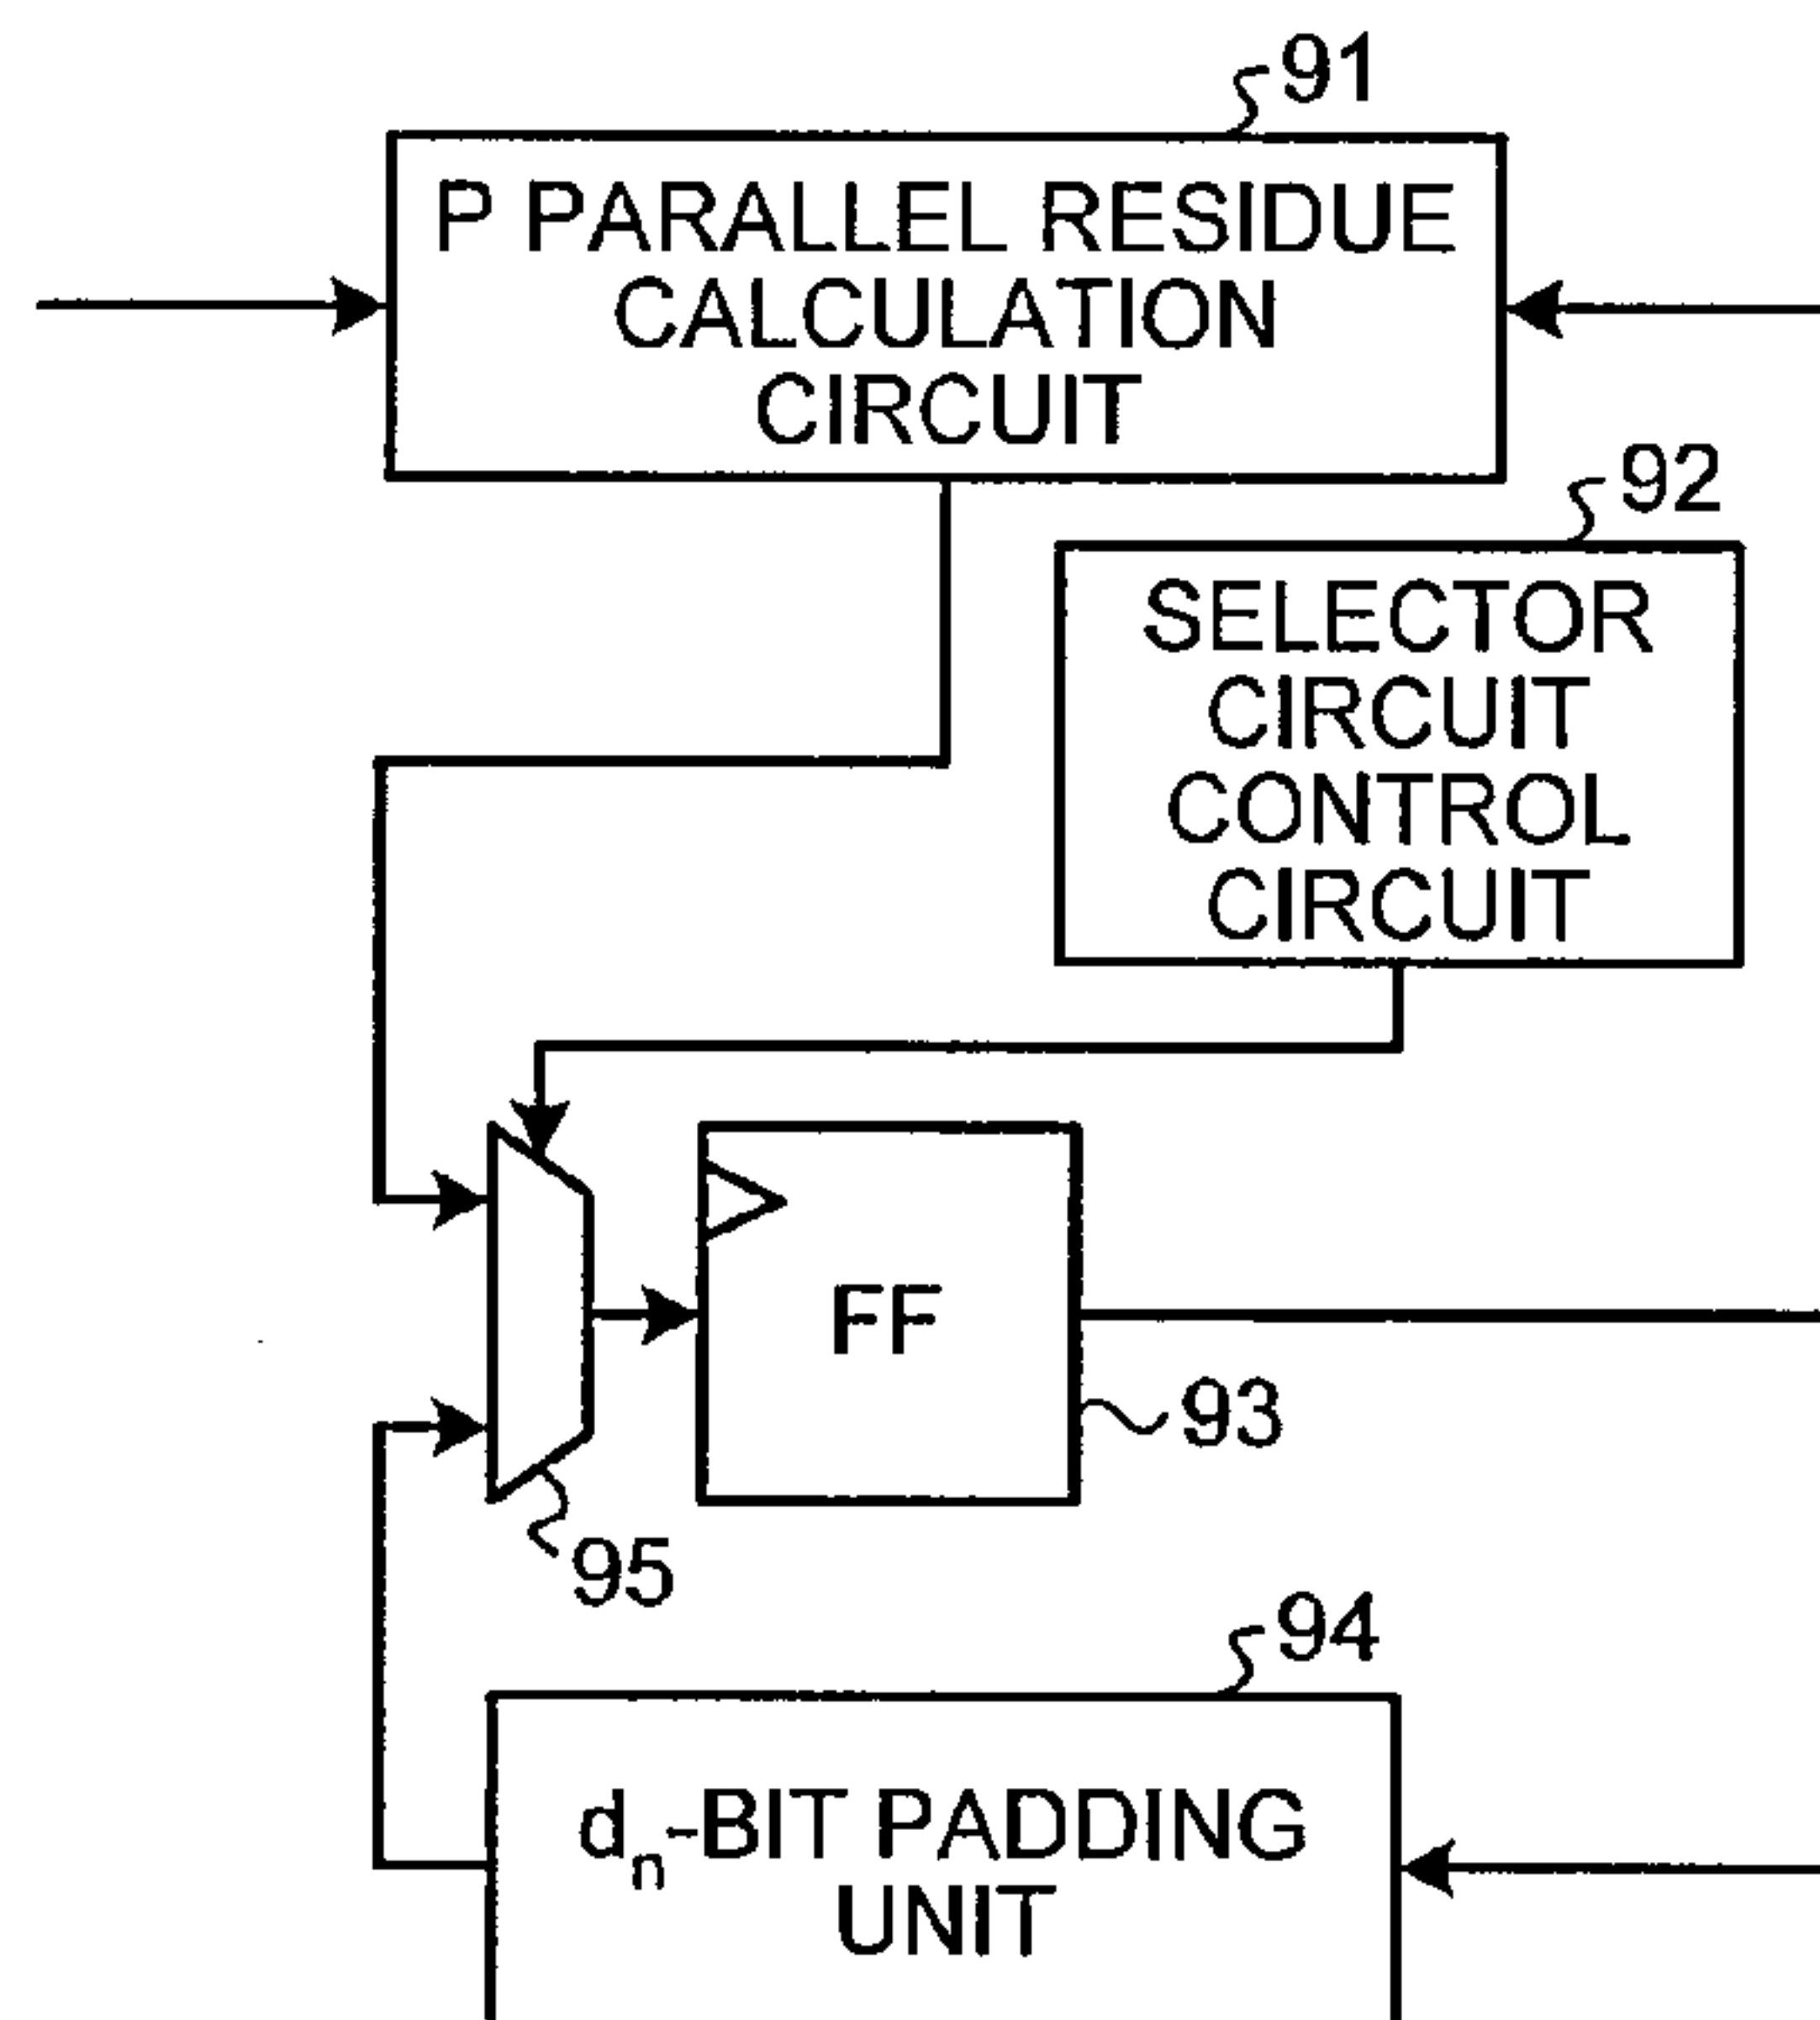 91
P PARALLEL RESIDUE
CALCULATION
CIRCUIT
92
SELECTOR
CIRCUIT
CONTROL
CIRCUIT
FF
93
95
94
dₙ-BIT PADDING
UNIT